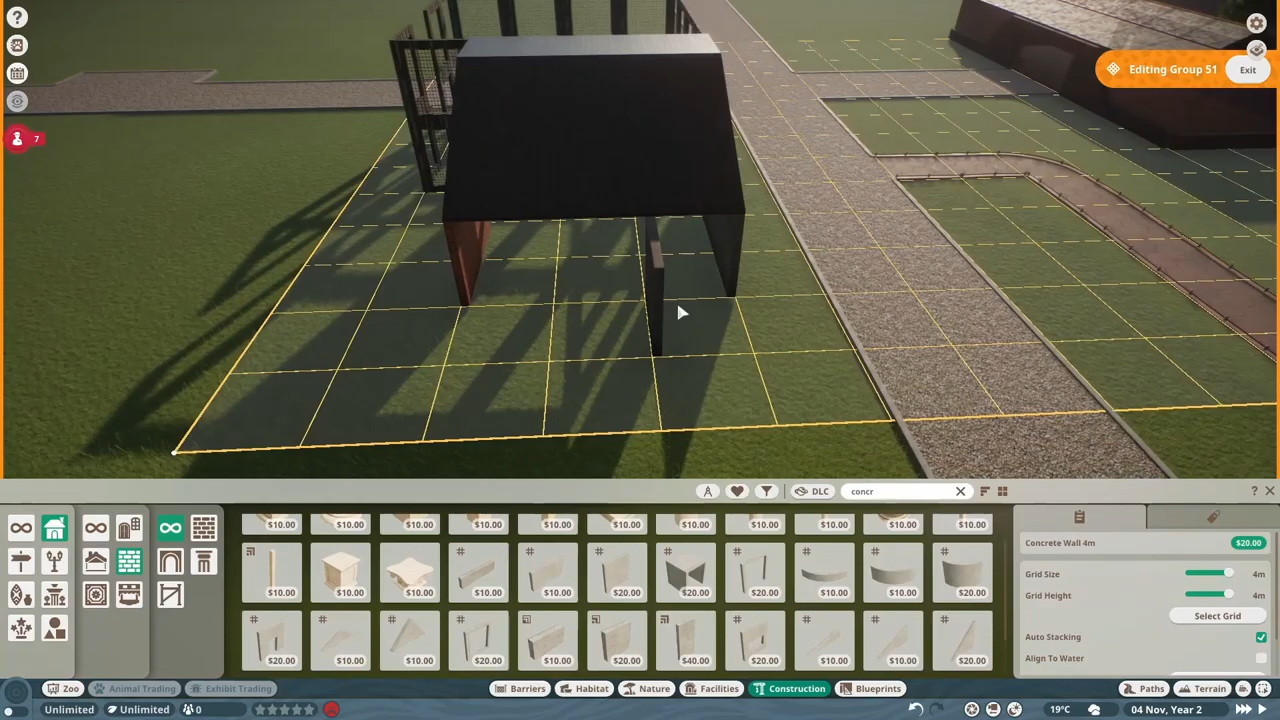 ?
Editing Group 51
Exit
7
DLC
concr
?
$10.00 $10.00 $10.00 $10.00 $10.00 $10.00 $10.00 $10.00 $10.00 $10.00 $10.00
$10.00 $10.00 $10.00 $10.00 $10.00 $20.00 $20.00 $20.00 $10.00 $10.00 $20.00
$20.00 $10.00 $10.00 $20.00 $10.00 $20.00 $40.00 $20.00 $10.00 $10.00 $20.00
Concrete Wall 4m
$20.00
Grid Size
4m
Grid Height
4m
Select Grid
Auto Stacking
Align To Water
Zoo Animal Trading Exhibit Trading Barriers Habitat Nature Facilities Construction Blueprints Paths Terrain
Unlimited Unlimited 0 19°C 04 Nov, Year 2